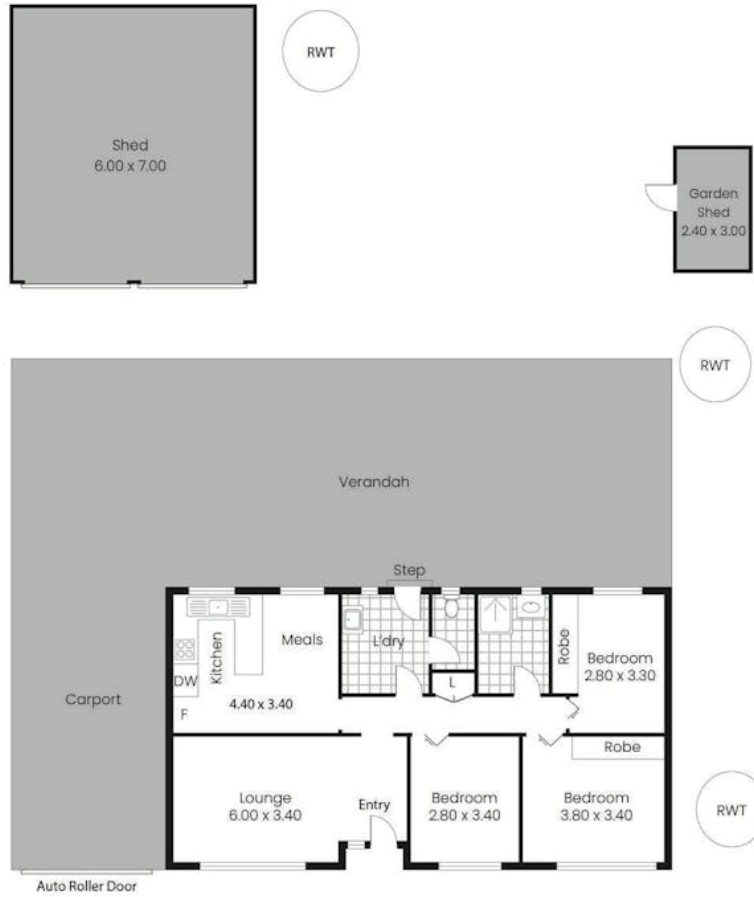 Shed
6.00 x 7.00
RWT
Garden
Shed
2.40 x 3.00
RWT
Verandah
Step
Kitchen
Meals
L'dry
DW
F
4.40 x 3.40
L
Robe
Bedroom
2.80 x 3.30
Carport
Robe
Lounge
6.00 x 3.40
Entry
Bedroom
2.80 x 3.40
Bedroom
3.80 x 3.40
RWT
Auto Roller Door